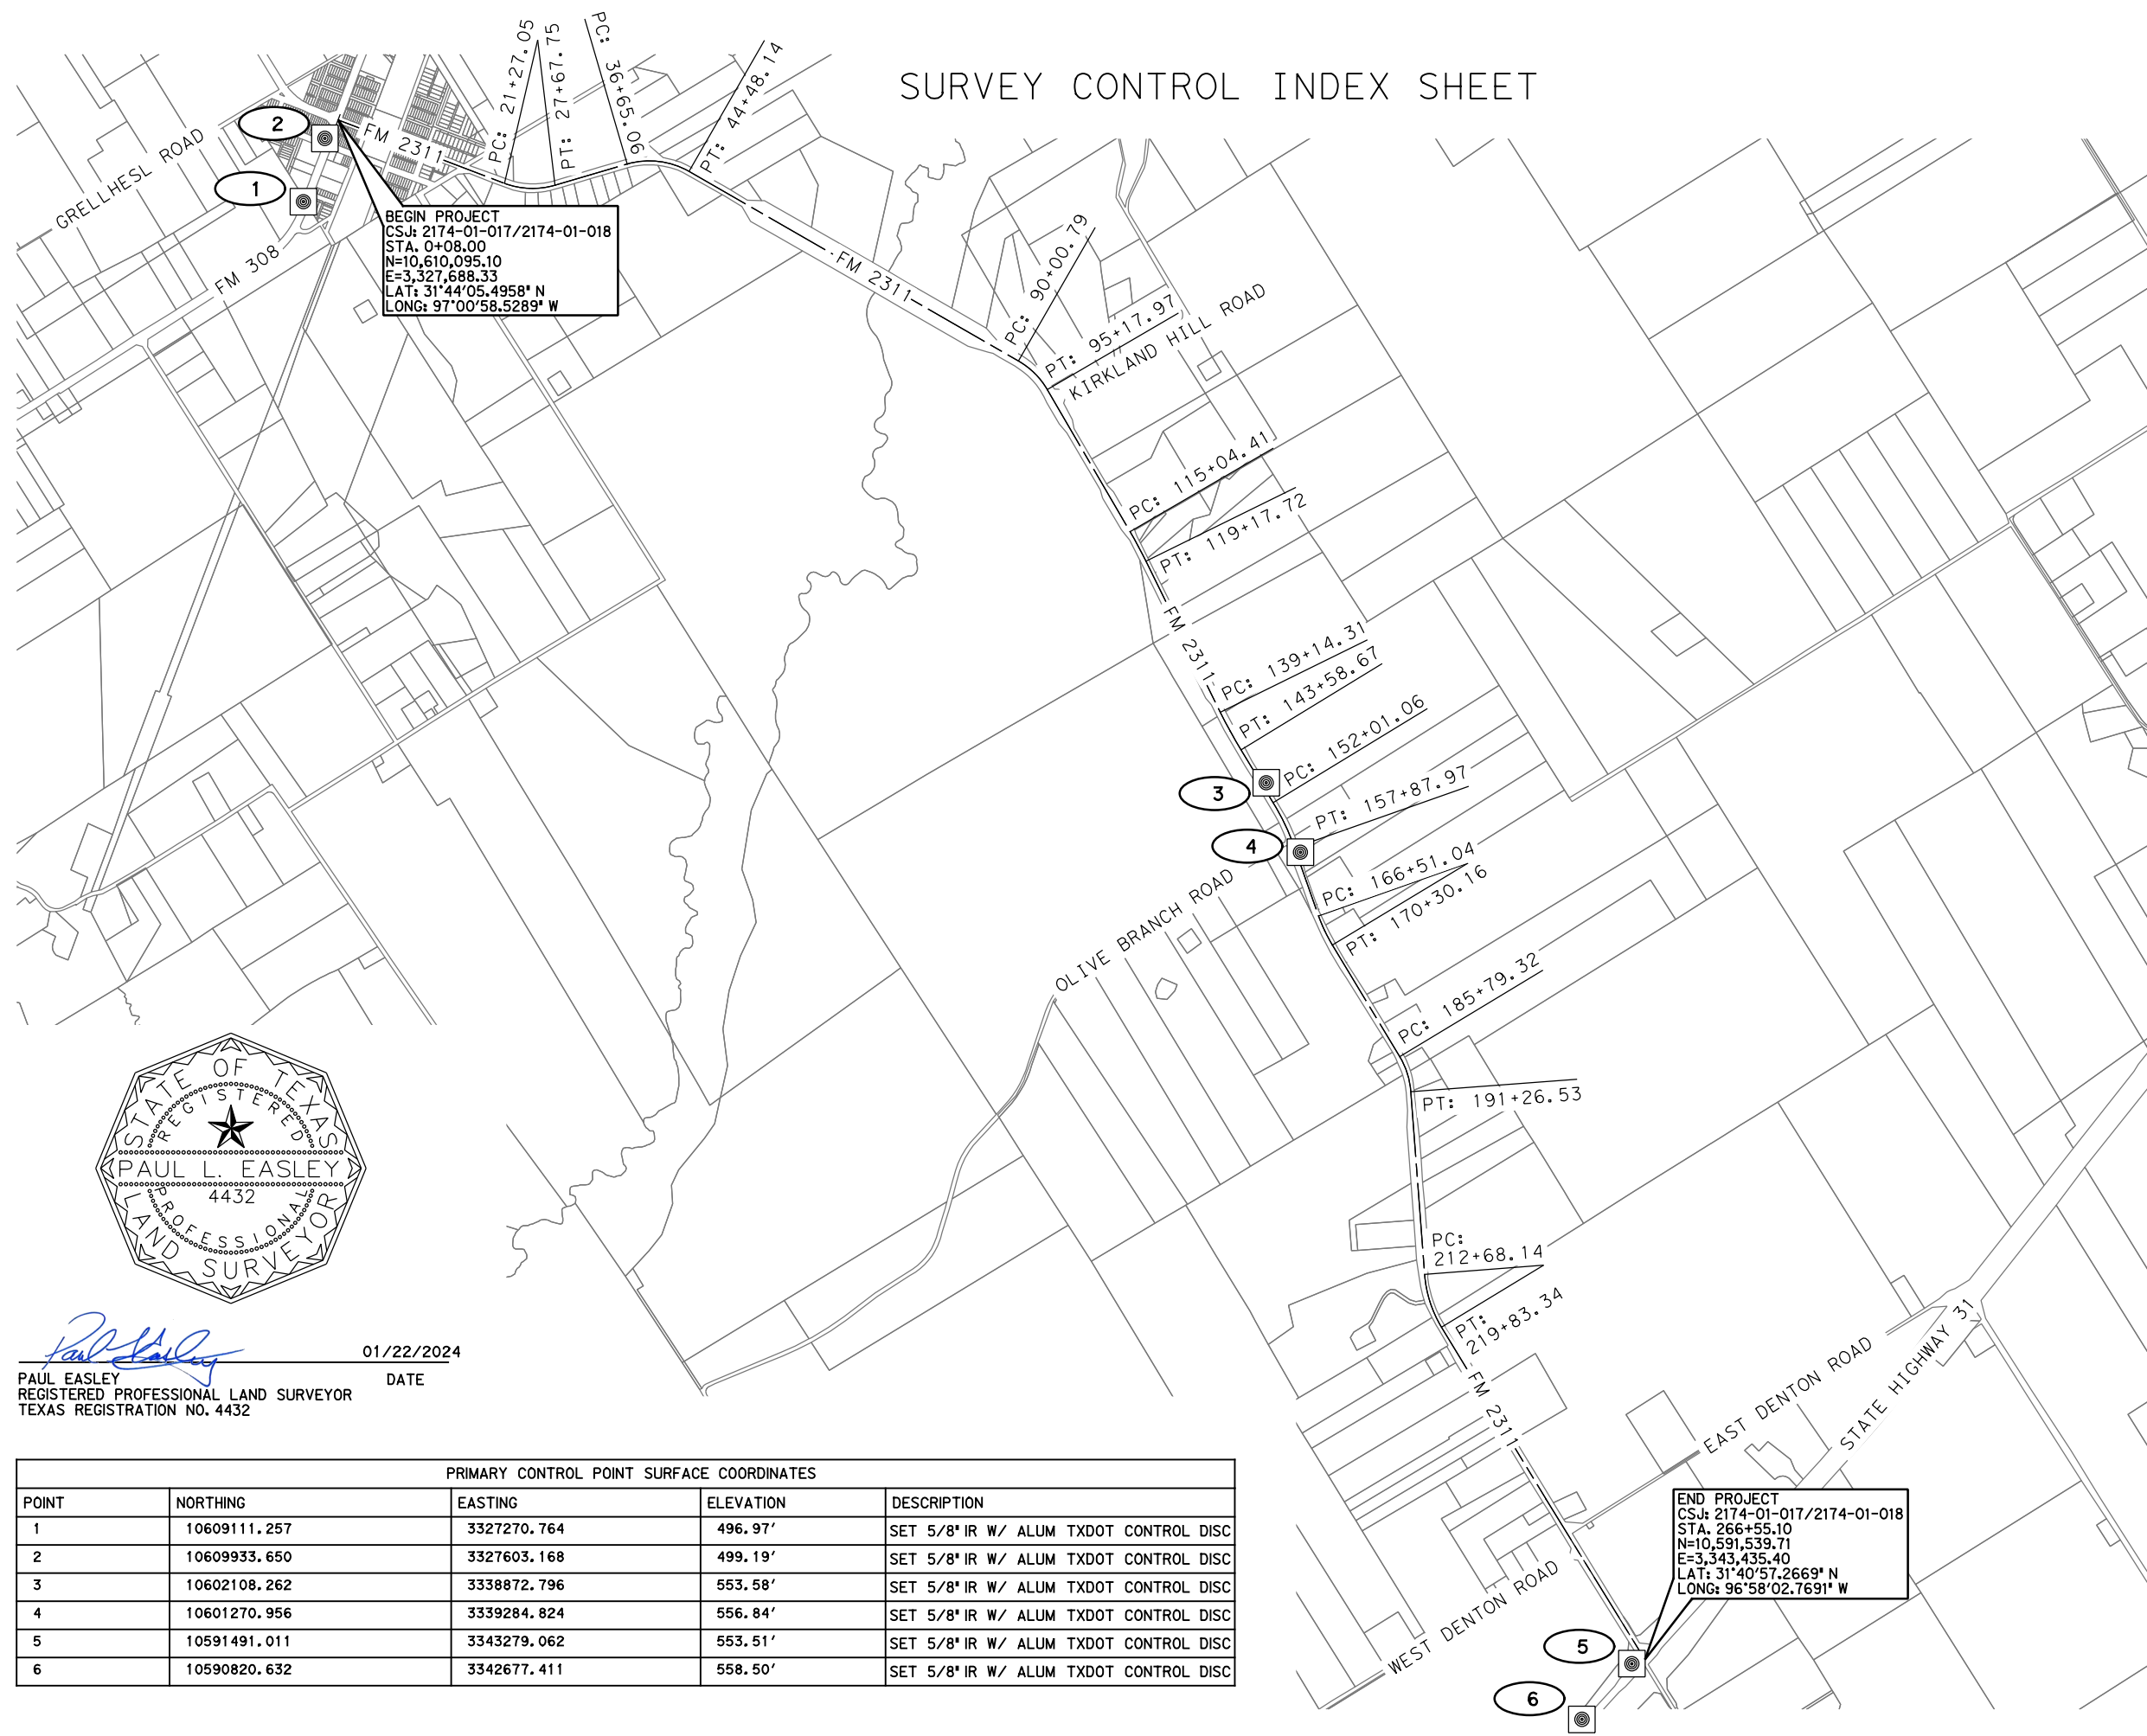 SURVEY CONTROL INDEX SHEET
PC: 21+27.05
PT: 27+67.75
PC: 36+65.06
PT: 44+48.14
2
1
GRELLHESL ROAD
FM 2311
FM 308
BEGIN PROJECT
CSJ: 2174-01-017/2174-01-018
STA. 0+08.00
N=10,610,095.10
E=3,327,688.33
LAT: 31°44'05.4958" N
LONG: 97°00'58.5289" W
FM 2311
PC: 90+00.79
PT: 95+17.97
KIRKLAND HILL ROAD
PC: 115+04.41
PT: 119+17.72
FM 2311
PC: 139+14.31
PT: 143+58.67
PC: 152+01.06
3
PT: 157+87.97
4
PC: 166+51.04
PT: 170+30.16
OLIVE BRANCH ROAD
PC: 185+79.32
PT: 191+26.53
PC:
212+68.14
PT:
219+83.34
FM 2311
EAST DENTON ROAD
STATE HIGHWAY 31
WEST DENTON ROAD
END PROJECT
CSJ: 2174-01-017/2174-01-018
STA. 266+55.10
N=10,591,539.71
E=3,343,435.40
LAT: 31°40'57.2669" N
LONG: 96°58'02.7691" W
5
6
STATE OF TEXAS
REGISTERED
PAUL L. EASLEY
4432
PROFESSIONAL
LAND SURVEYOR
Paul Easley
01/22/2024
PAUL EASLEY DATE
REGISTERED PROFESSIONAL LAND SURVEYOR
TEXAS REGISTRATION NO. 4432
PRIMARY CONTROL POINT SURFACE COORDINATES
POINT NORTHING EASTING ELEVATION DESCRIPTION
1 10609111.257 3327270.764 496.97' SET 5/8" IR W/ ALUM TXDOT CONTROL DISC
2 10609933.650 3327603.168 499.19' SET 5/8" IR W/ ALUM TXDOT CONTROL DISC
3 10602108.262 3338872.796 553.58' SET 5/8" IR W/ ALUM TXDOT CONTROL DISC
4 10601270.956 3339284.824 556.84' SET 5/8" IR W/ ALUM TXDOT CONTROL DISC
5 10591491.011 3343279.062 553.51' SET 5/8" IR W/ ALUM TXDOT CONTROL DISC
6 10590820.632 3342677.411 558.50' SET 5/8" IR W/ ALUM TXDOT CONTROL DISC